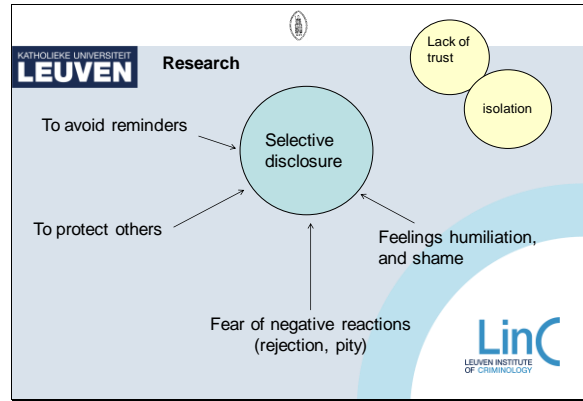 KATHOLIEKE UNIVERSITEIT
LEUVEN
Research
Lack of
trust
isolation
To avoid reminders
Selective
disclosure
To protect others
Feelings humiliation,
and shame
Fear of negative reactions
(rejection, pity)
LinC
LEUVEN INSTITUTE
OF CRIMINOLOGY